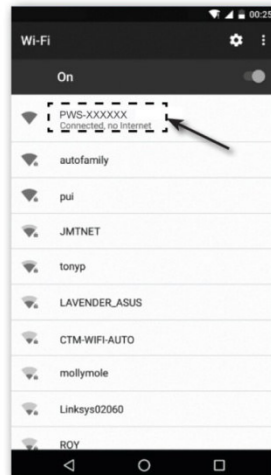 00:25
Wi-Fi
On
PWS-XXXXXX
Connected, no Internet
autofamily
pui
JMTNET
tonyp
LAVENDER_ASUS
CTM-WIFI-AUTO
mollymole
Linksys02060
ROY